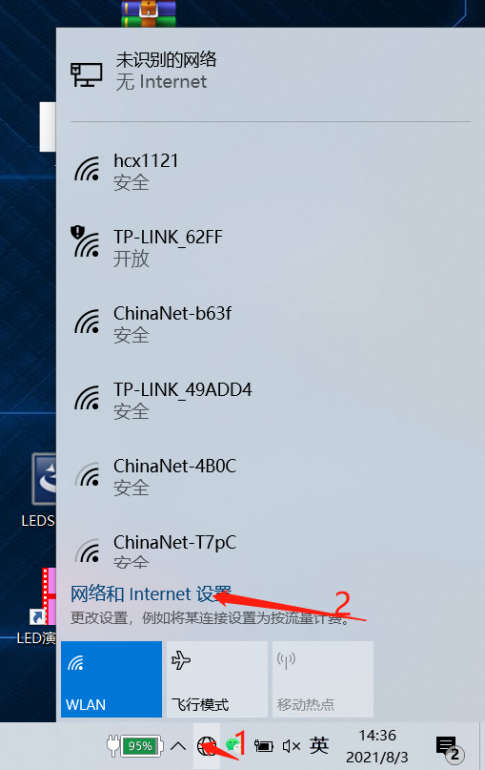 未识别的网络
无 Internet
hcx1121
安全
TP-LINK_62FF
开放
ChinaNet-b63f
安全
TP-LINK_49ADD4
安全
ChinaNet-4B0C
安全
ChinaNet-T7pC
安全
LEDS
网络和 Internet 设置
2
更改设置，例如将某连接设置为按流量计费。
LED演
WLAN
飞行模式
移动热点
95%
1
英
14:36
2021/8/3
2